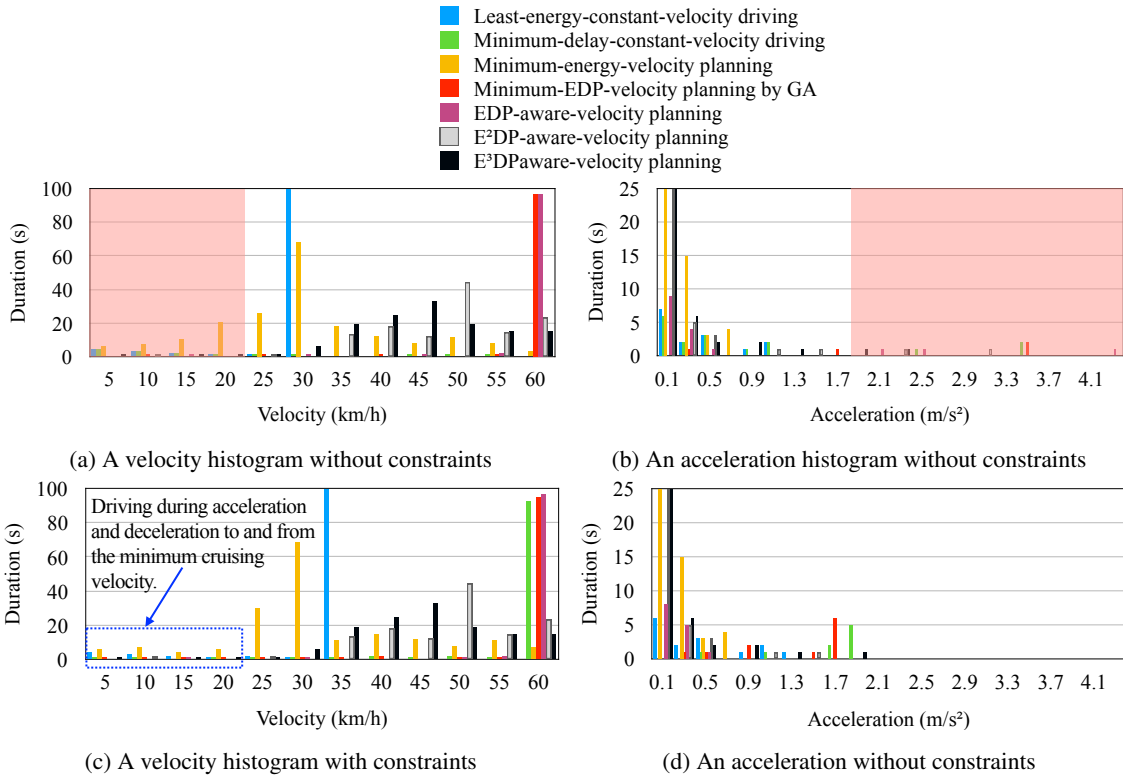 Least-energy-constant-velocity driving
Minimum-delay-constant-velocity driving
Minimum-energy-velocity planning
Minimum-EDP-velocity planning by GA
EDP-aware-velocity planning
E²DP-aware-velocity planning
E³DPaware-velocity planning
Duration (s)
100
80
60
40
20
0
5 10 15 20 25 30 35 40 45 50 55 60
Velocity (km/h)
(a) A velocity histogram without constraints
Duration (s)
25
20
15
10
5
0
0.1 0.5 0.9 1.3 1.7 2.1 2.5 2.9 3.3 3.7 4.1
Acceleration (m/s²)
(b) An acceleration histogram without constraints
Duration (s)
100
80
60
40
20
0
Driving during acceleration
and deceleration to and from
the minimum cruising
velocity.
5 10 15 20 25 30 35 40 45 50 55 60
Velocity (km/h)
(c) A velocity histogram with constraints
Duration (s)
25
20
15
10
5
0
0.1 0.5 0.9 1.3 1.7 2.1 2.5 2.9 3.3 3.7 4.1
Acceleration (m/s²)
(d) An acceleration without constraints